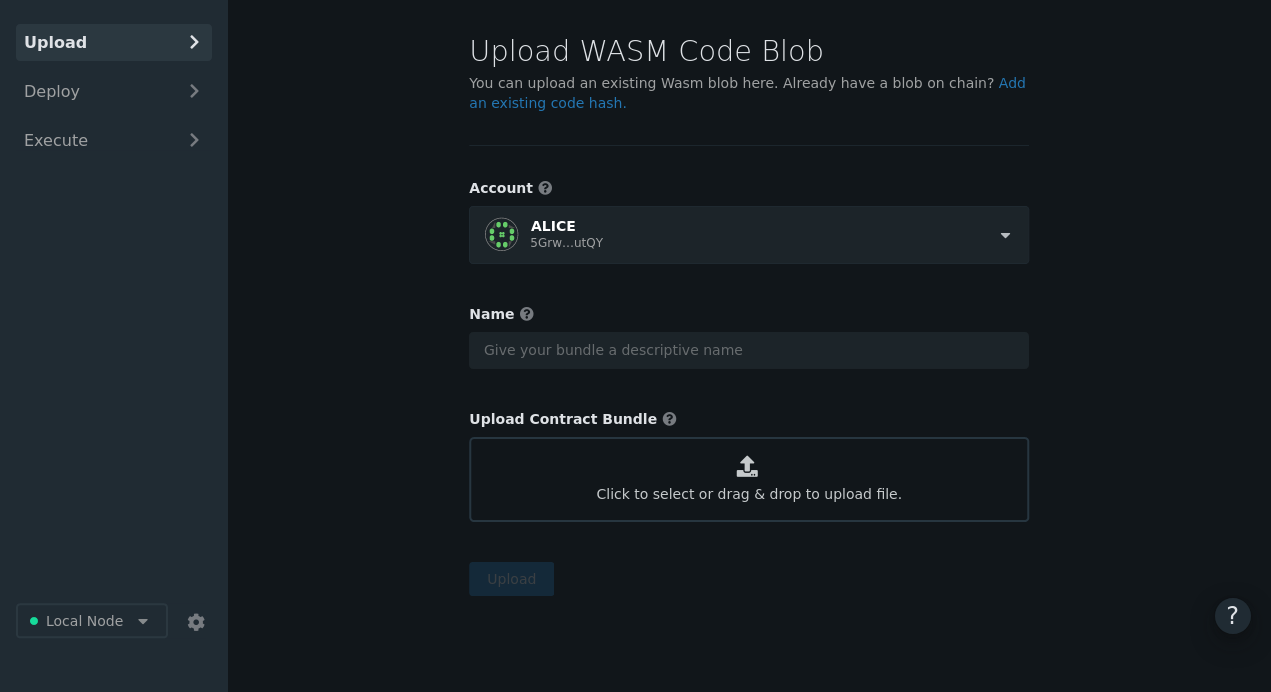 Upload
Deploy
Execute
Local Node
Upload WASM Code Blob
You can upload an existing Wasm blob here. Already have a blob on chain? Add
an existing code hash.
Account ?
ALICE
5Grw…utQY
Name ?
Give your bundle a descriptive name
Upload Contract Bundle ?
Click to select or drag & drop to upload file.
Upload
?